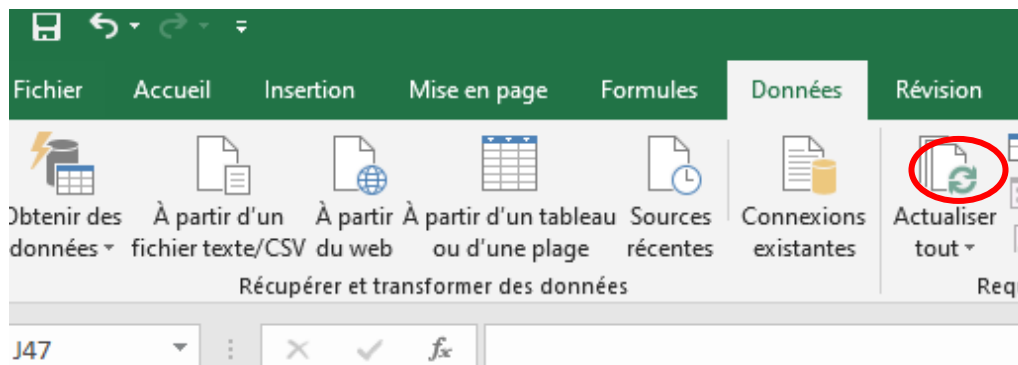 Fichier Accueil Insertion Mise en page Formules Données Révision
Obtenir des À partir d'un À partir À partir d'un tableau Sources Connexions Actualiser
données fichier texte/CSV du web ou d'une plage récentes existantes tout
Récupérer et transformer des données Req
J47 fx